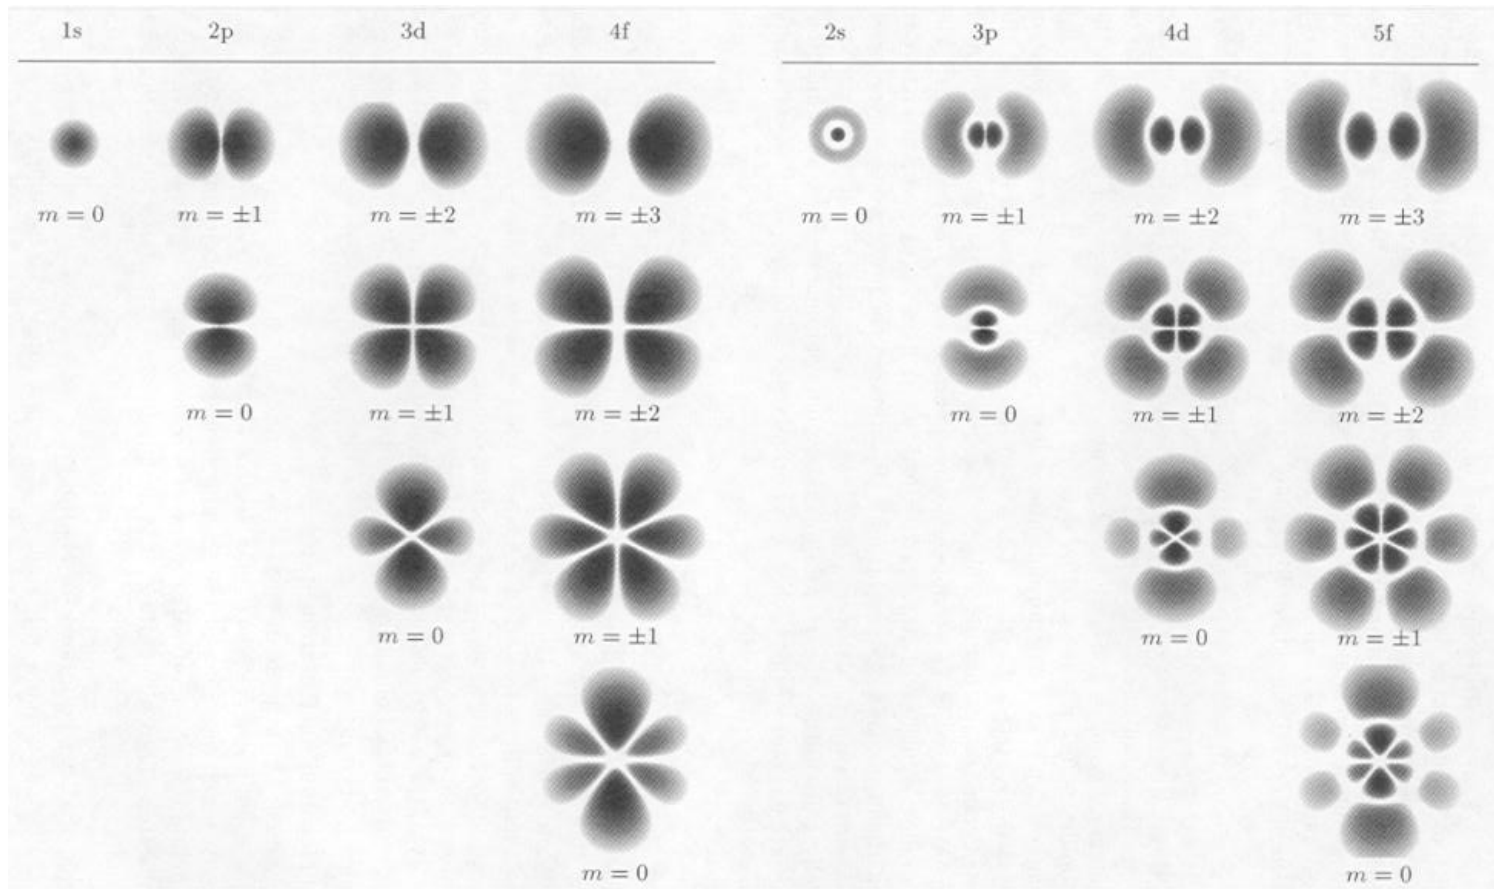 1s 2p 3d 4f 2s 3p 4d 5f
m = 0 m = ±1 m = ±2 m = ±3 m = 0 m = ±1 m = ±2 m = ±3
m = 0 m = ±1 m = ±2 m = 0 m = ±1 m = ±2
m = 0 m = ±1 m = 0 m = ±1
m = 0 m = 0